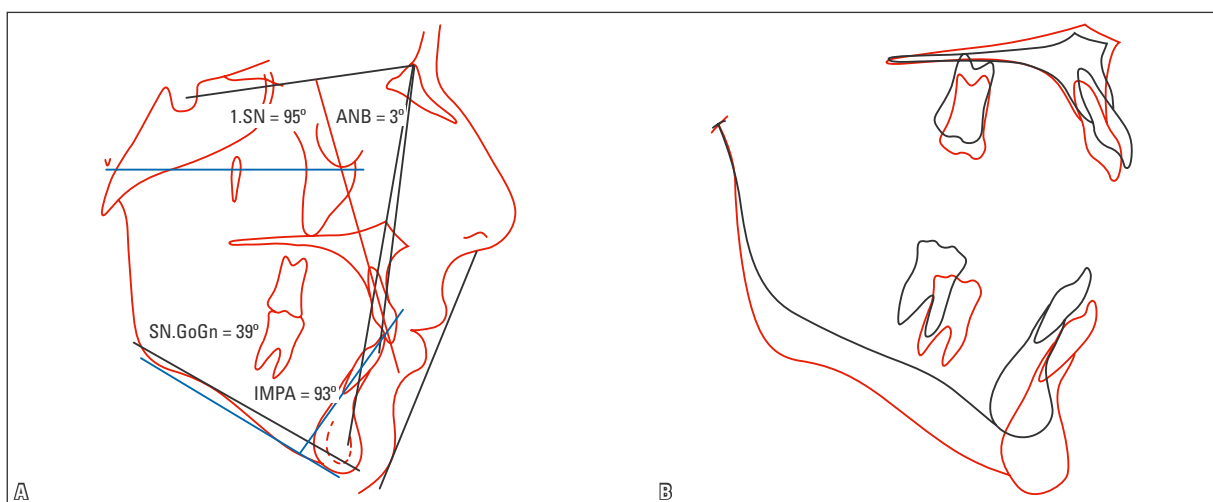 1.SN = 95º
ANB = 3º
SN.GoGn = 39º
IMPA = 93º
A
B